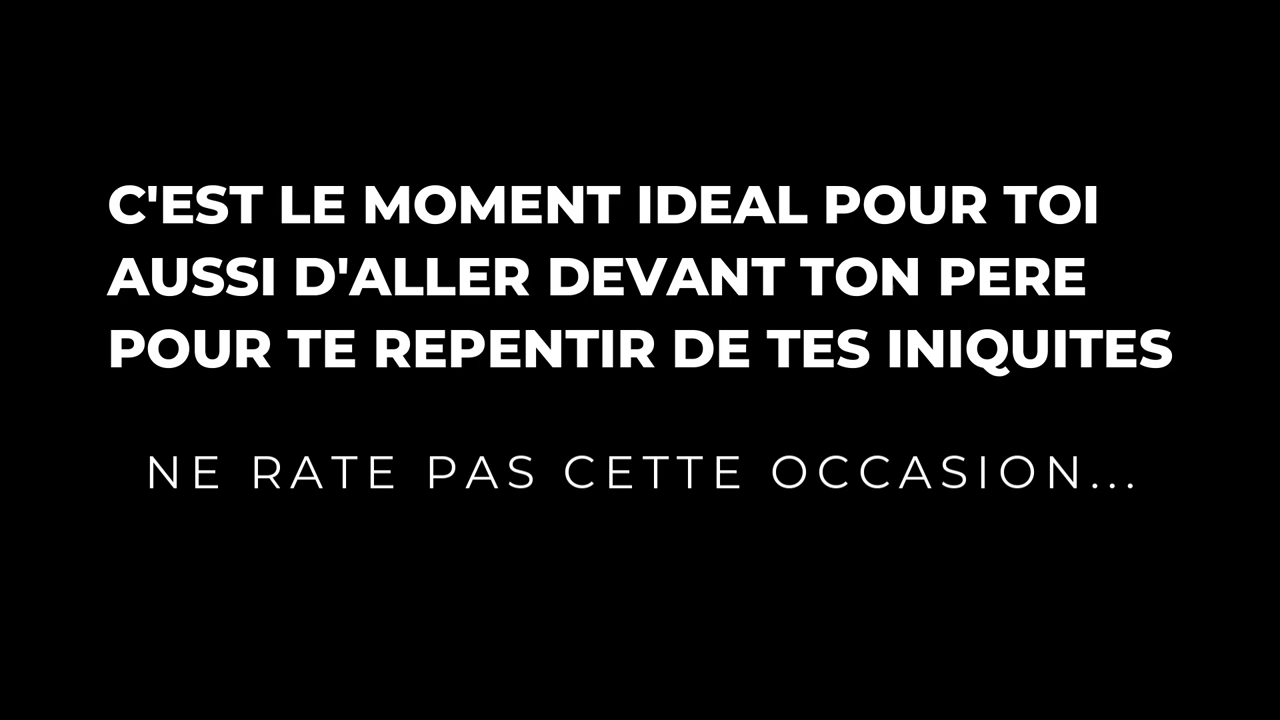 C'EST LE MOMENT IDEAL POUR TOI
AUSSI D'ALLER DEVANT TON PERE
POUR TE REPENTIR DE TES INIQUITES
NE RATE PAS CETTE OCCASION...